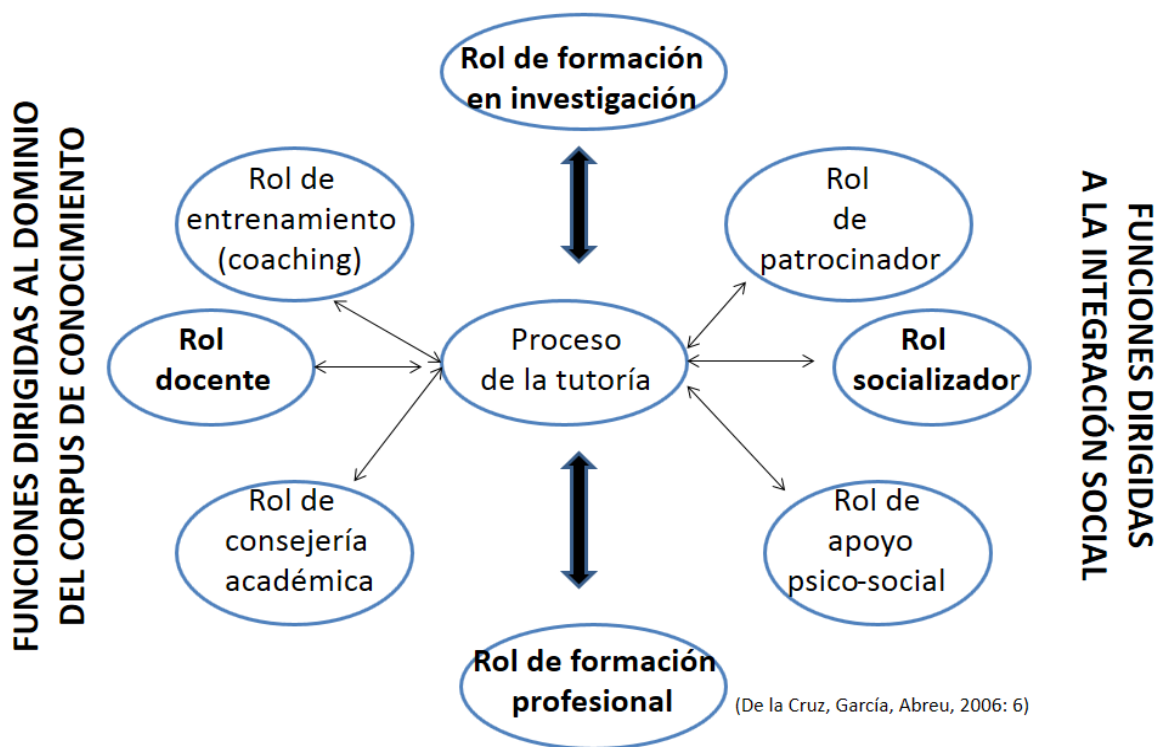 FUNCIONES DIRIGIDAS AL DOMINIO
DEL CORPUS DE CONOCIMIENTO
Rol de formación
en investigación
Rol de
entrenamiento
(coaching)
Rol
de
patrocinador
Rol
docente
Proceso
de la tutoría
Rol
socializador
Rol de
consejería
académica
Rol de
apoyo
psico-social
Rol de formación
profesional
(De la Cruz, García, Abreu, 2006: 6)
FUNCIONES DIRIGIDAS
A LA INTEGRACIÓN SOCIAL